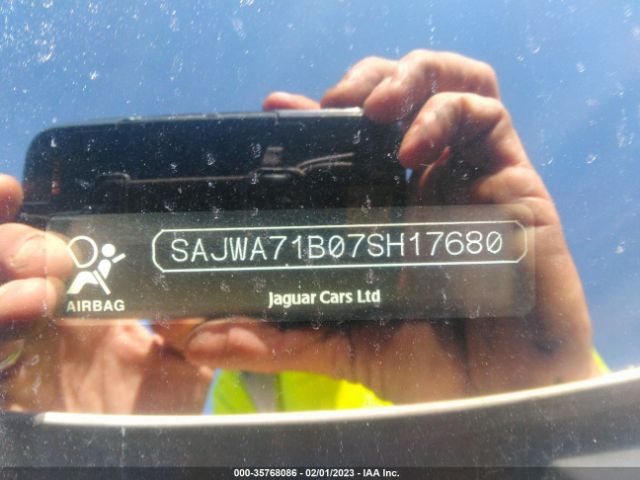 SAJWA71B07SH17680
AIRBAG
Jaguar Cars Ltd
000-35768086 - 02/01/2023 - IAA Inc.